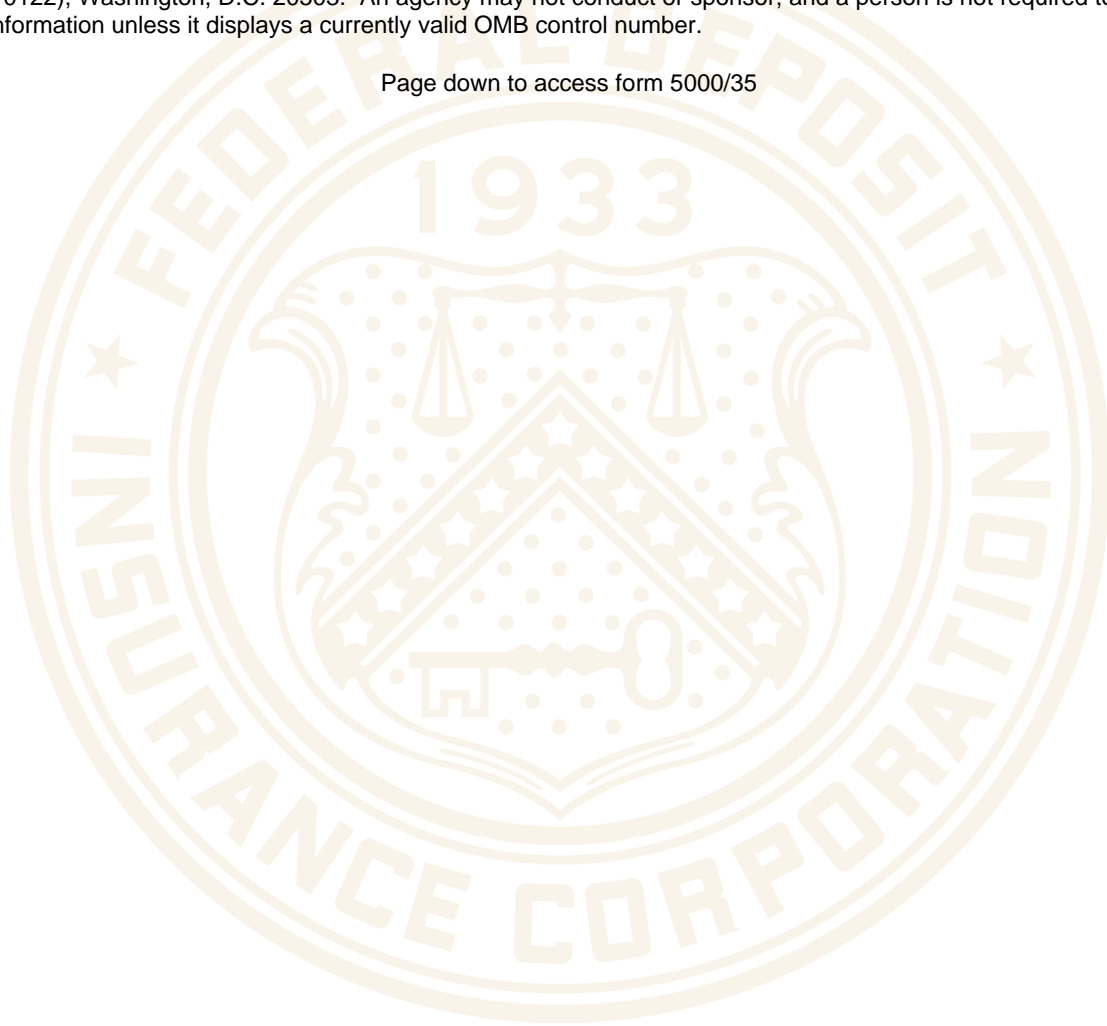 0122), Washington, D.C. 20503. An agency may not conduct or sponsor, and a person is not required to
nformation unless it displays a currently valid OMB control number.
Page down to access form 5000/35
FEDERAL DEPOSIT
1933
INSURANCE CORPORATION